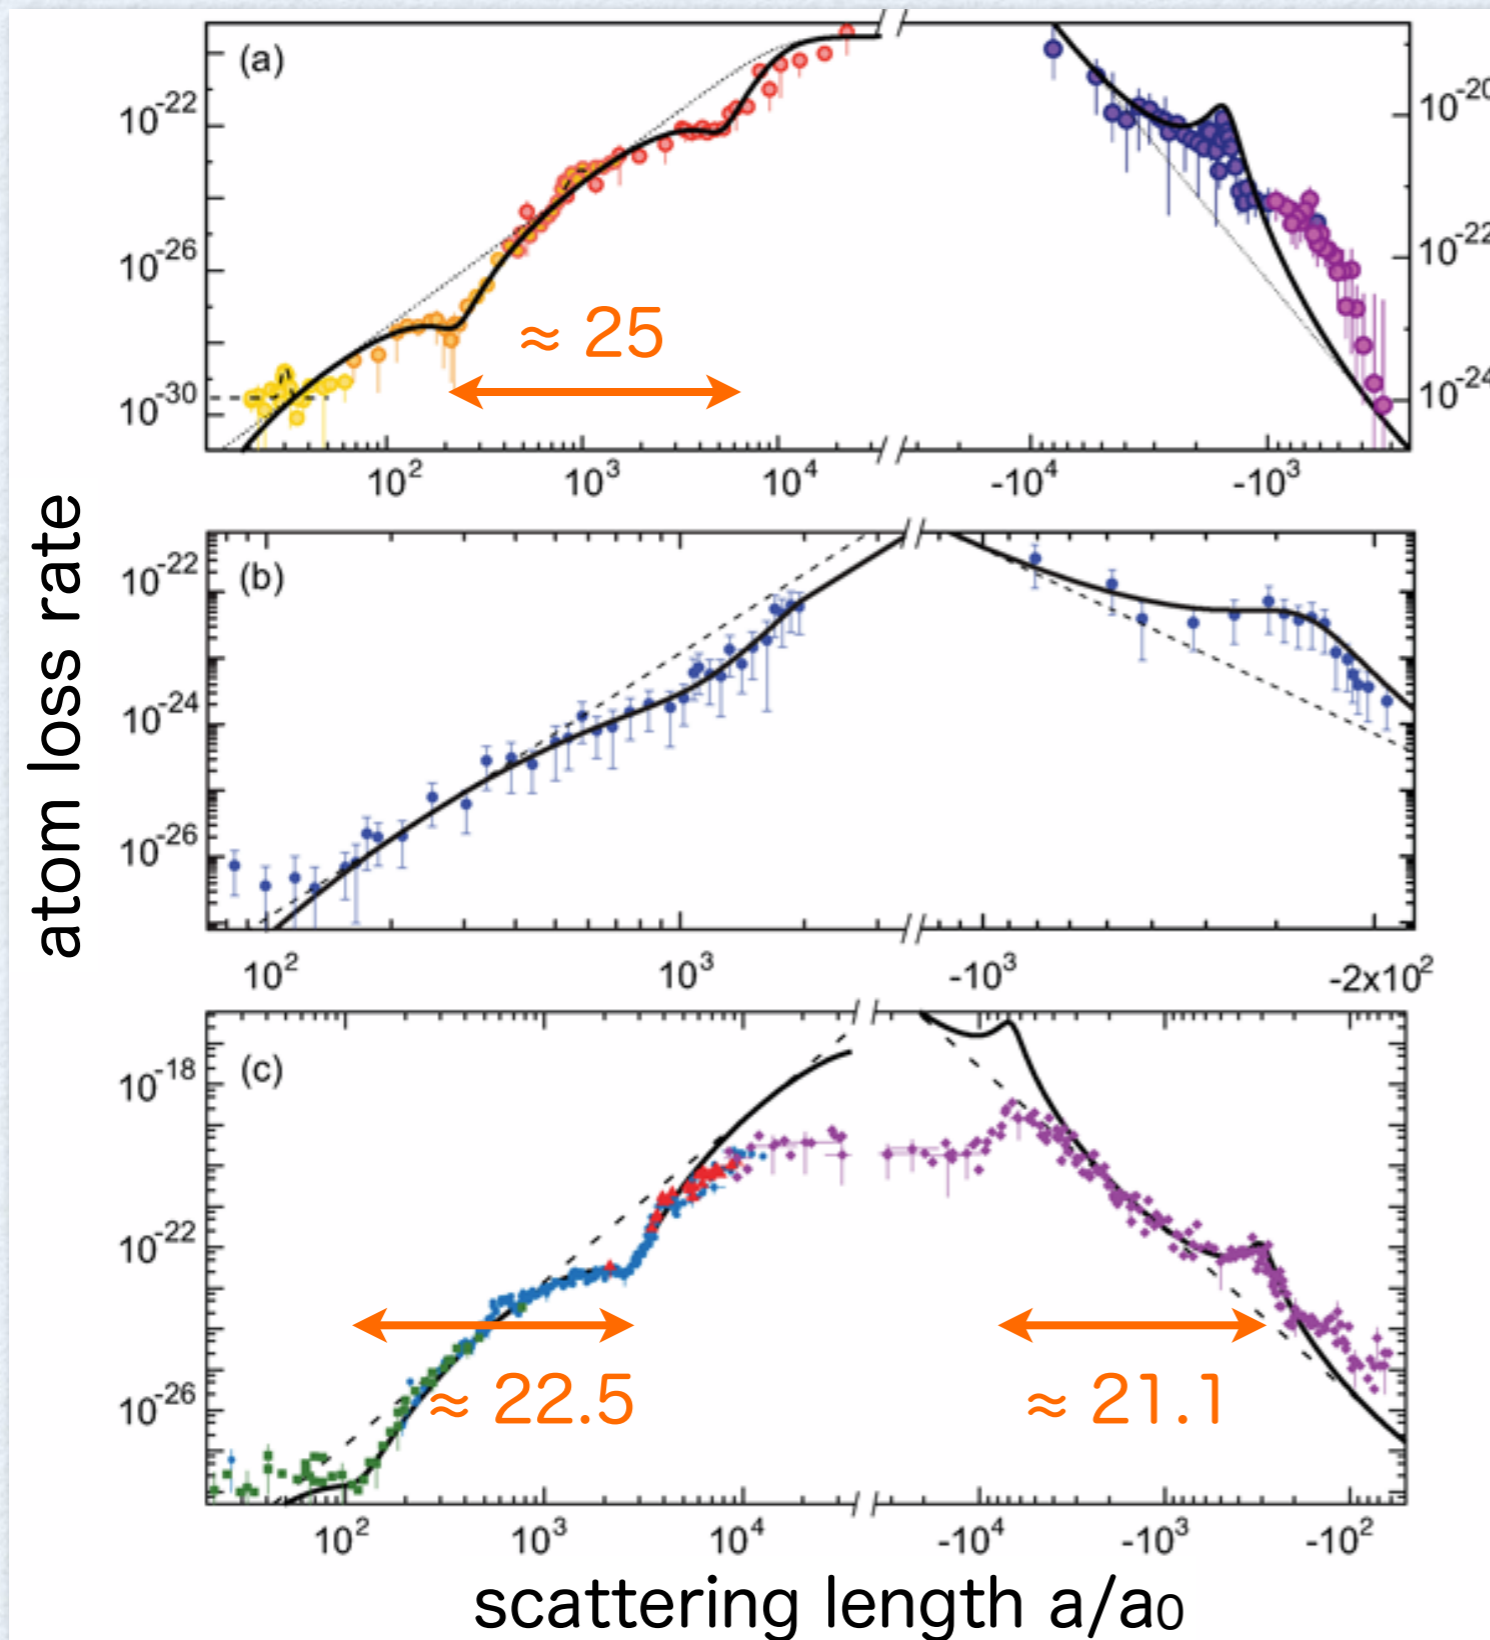 (a)
10^-22
10^-26
10^-30
10^-20
10^-22
10^-24
≈ 25
10^2 10^3 10^4 -10^4 -10^3
(b)
10^-22
10^-24
10^-26
10^2 10^3 -10^3 -2x10^2
(c)
10^-18
10^-22
10^-26
≈ 22.5 ≈ 21.1
10^2 10^3 10^4 -10^4 -10^3 -10^2
atom loss rate
scattering length a/a0